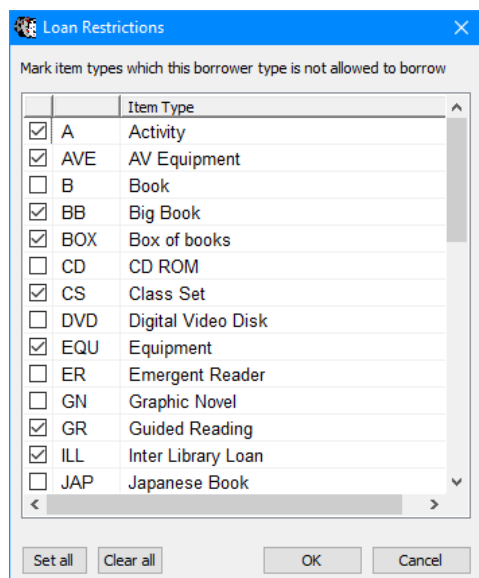 Loan Restrictions
Mark item types which this borrower type is not allowed to borrow
Item Type
A Activity
AVE AV Equipment
B Book
BB Big Book
BOX Box of books
CD CD ROM
CS Class Set
DVD Digital Video Disk
EQU Equipment
ER Emergent Reader
GN Graphic Novel
GR Guided Reading
ILL Inter Library Loan
JAP Japanese Book
Set all Clear all OK Cancel